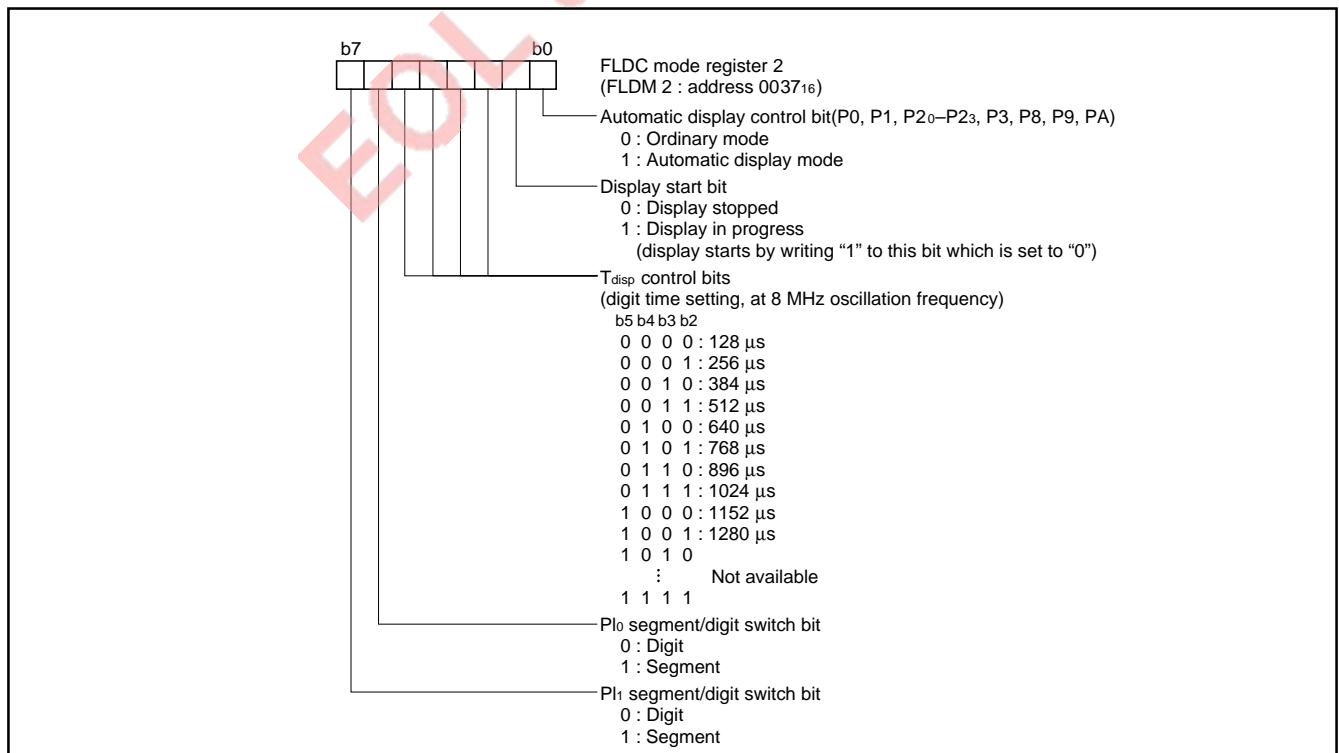 EOL
b7 b0
FLDC mode register 2
(FLDM 2 : address 003716)
Automatic display control bit(P0, P1, P20–P23, P3, P8, P9, PA)
0 : Ordinary mode
1 : Automatic display mode
Display start bit
0 : Display stopped
1 : Display in progress
(display starts by writing “1” to this bit which is set to “0”)
Tdisp control bits
(digit time setting, at 8 MHz oscillation frequency)
b5 b4 b3 b2
0 0 0 0 : 128 μs
0 0 0 1 : 256 μs
0 0 1 0 : 384 μs
0 0 1 1 : 512 μs
0 1 0 0 : 640 μs
0 1 0 1 : 768 μs
0 1 1 0 : 896 μs
0 1 1 1 : 1024 μs
1 0 0 0 : 1152 μs
1 0 0 1 : 1280 μs
1 0 1 0
⋮ Not available
1 1 1 1
PI0 segment/digit switch bit
0 : Digit
1 : Segment
PI1 segment/digit switch bit
0 : Digit
1 : Segment